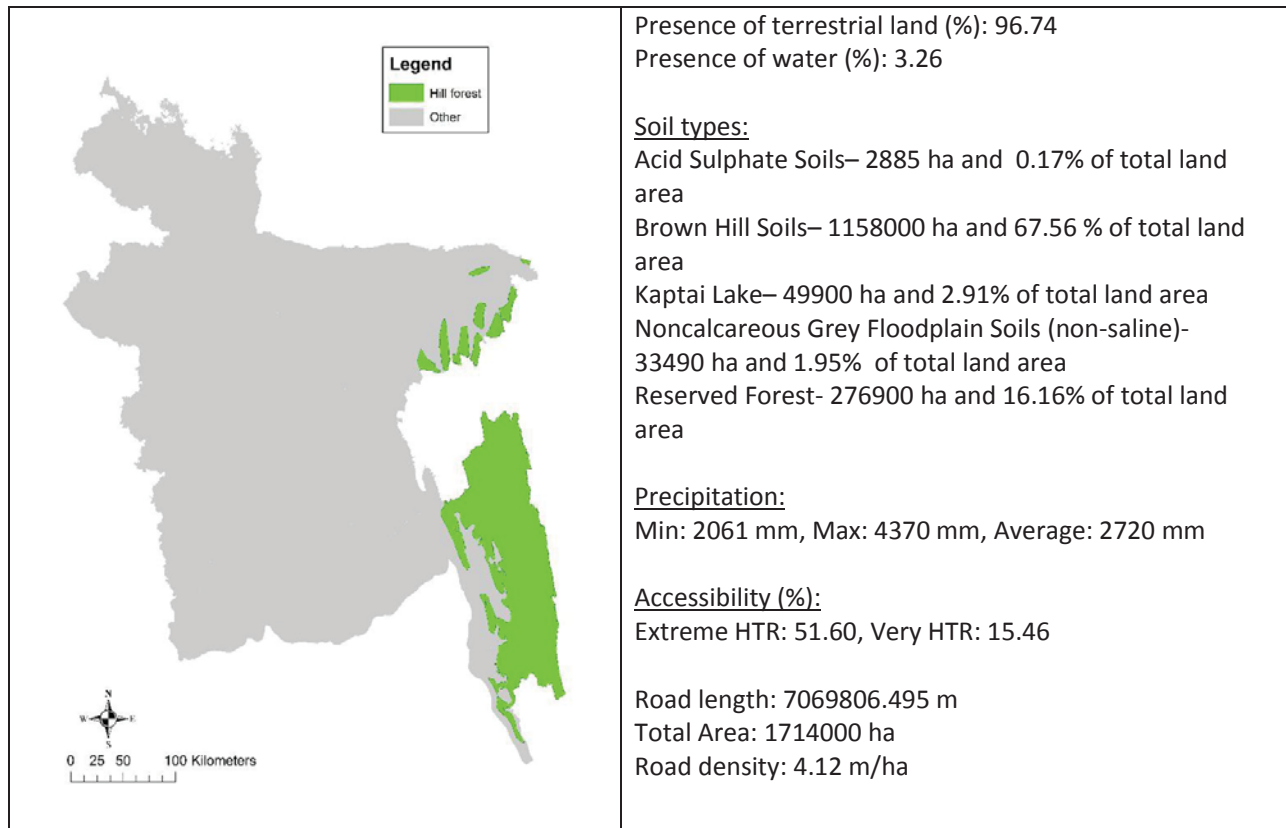 Legend
Hill forest
Other
N
W E
S
0 25 50 100 Kilometers
Presence of terrestrial land (%): 96.74
Presence of water (%): 3.26
Soil types:
Acid Sulphate Soils– 2885 ha and 0.17% of total land
area
Brown Hill Soils– 1158000 ha and 67.56 % of total land
area
Kaptai Lake– 49900 ha and 2.91% of total land area
Noncalcareous Grey Floodplain Soils (non-saline)-
33490 ha and 1.95% of total land area
Reserved Forest- 276900 ha and 16.16% of total land
area
Precipitation:
Min: 2061 mm, Max: 4370 mm, Average: 2720 mm
Accessibility (%):
Extreme HTR: 51.60, Very HTR: 15.46
Road length: 7069806.495 m
Total Area: 1714000 ha
Road density: 4.12 m/ha